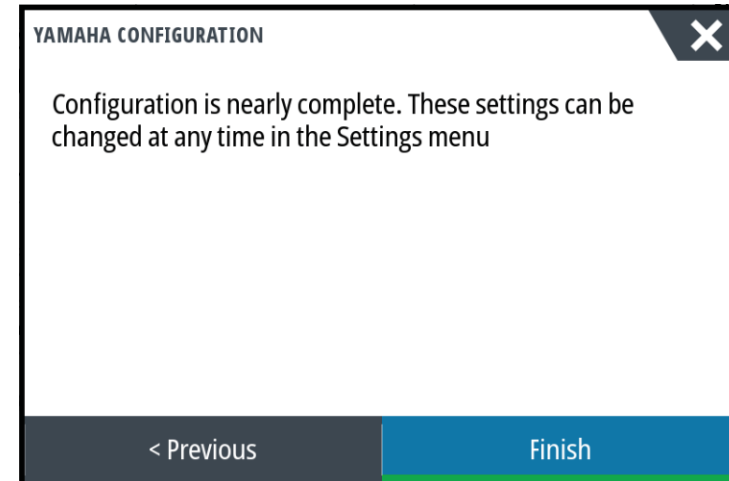 YAMAHA CONFIGURATION
Configuration is nearly complete. These settings can be
changed at any time in the Settings menu
< Previous
Finish